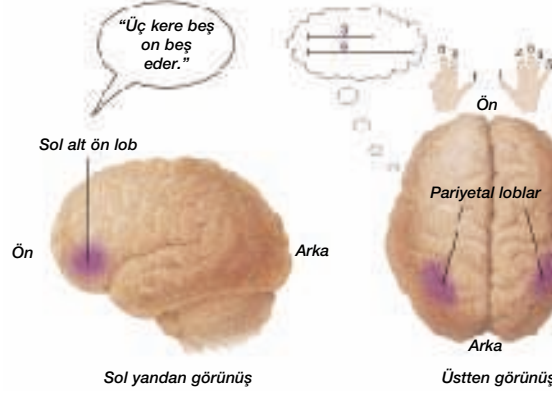 “Üç kere beş
on beş
eder.”
Sol alt ön lob
Ön
Arka
Sol yandan görünüş
3
Ön
Pariyetal loblar
Arka
Üstten görünüş